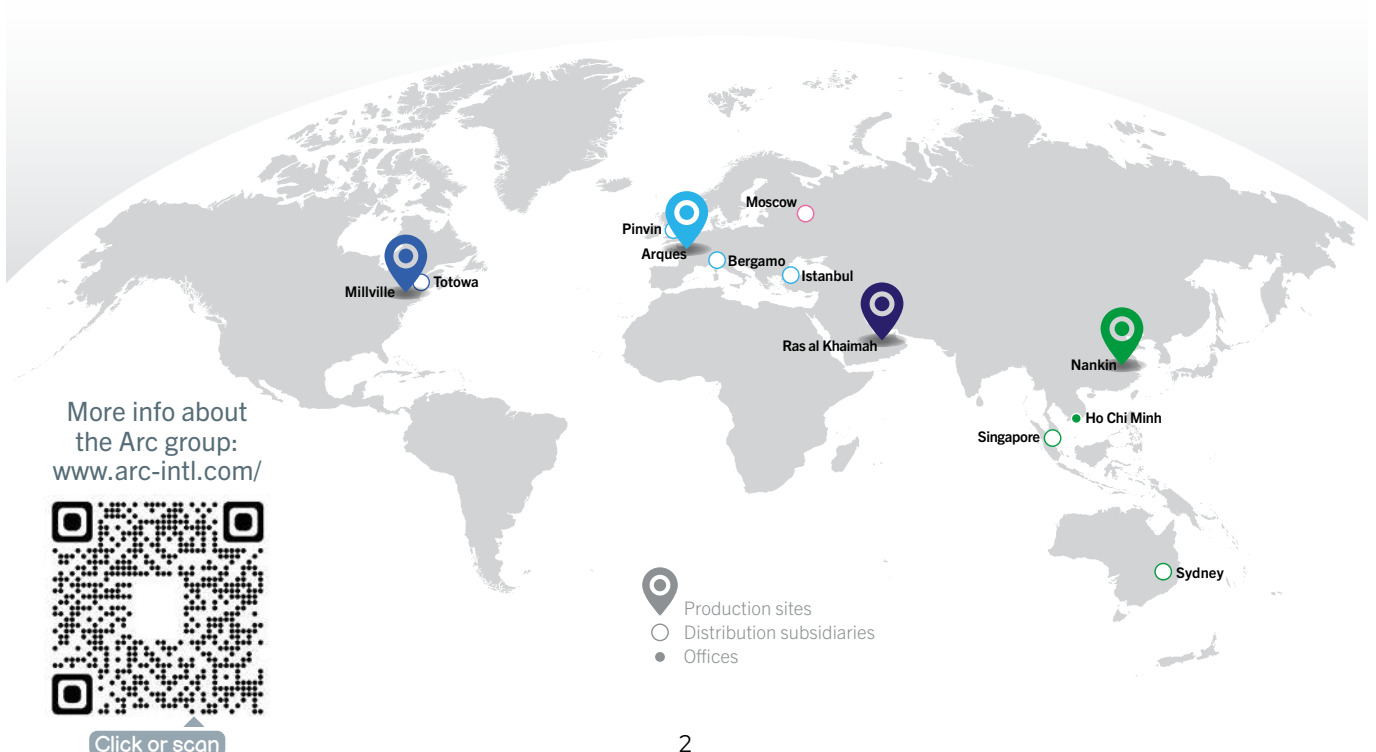 Moscow
Pinvin
Arques
Bergamo
Istanbul
Millville
Totowa
Ras al Khaimah
Nankin
Ho Chi Minh
Singapore
Sydney
More info about
the Arc group:
www.arc-intl.com/
Click or scan
Production sites
Distribution subsidiaries
Offices
2